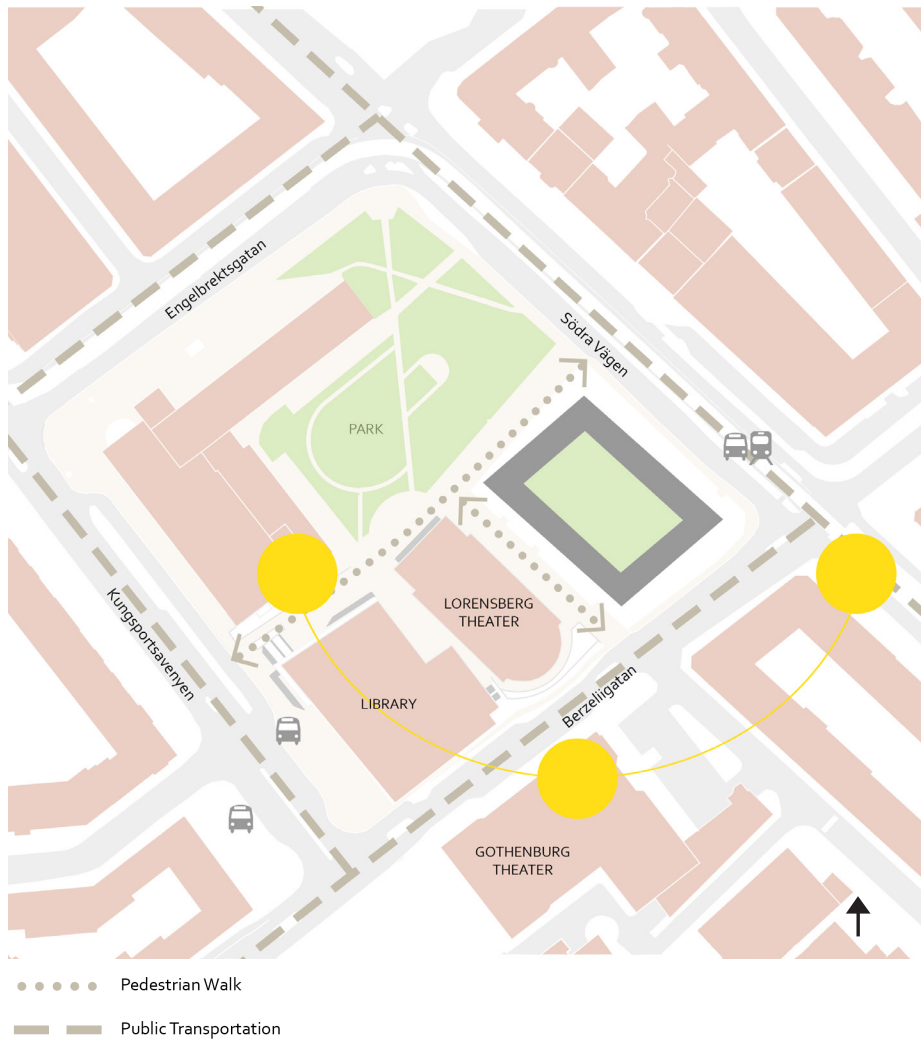 Engelbrektsgatan
Södra Vägen
PARK
LORENSBERG
THEATER
Kungsportsavenyen
LIBRARY
Berzeliigatan
GOTHENBURG
THEATER
Pedestrian Walk
Public Transportation